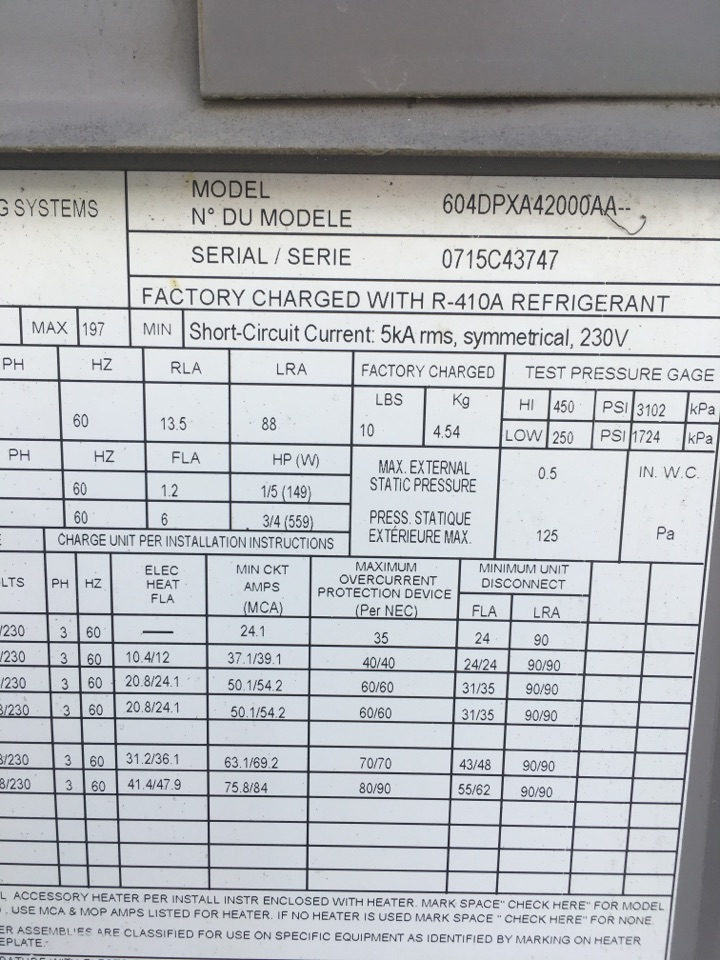 G SYSTEMS
MODEL
N° DU MODELE
604DPXA42000AA--
SERIAL / SERIE 0715C43747
FACTORY CHARGED WITH R-410A REFRIGERANT
MAX 197 MIN Short-Circuit Current: 5kA rms, symmetrical, 230V
PH HZ RLA LRA FACTORY CHARGED TEST PRESSURE GAGE
LBS Kg HI 450 PSI 3102 kPa
60 13.5 88 10 4.54 LOW 250 PSI 1724 kPa
PH HZ FLA HP (W)
60 1.2 1/5 (149)
60 6 3/4 (559)
MAX. EXTERNAL
STATIC PRESSURE
0.5 IN. W.C.
PRESS. STATIQUE
EXTÉRIEURE MAX.
125 Pa
E CHARGE UNIT PER INSTALLATION INSTRUCTIONS
LTS PH HZ
ELEC
HEAT
FLA
MIN CKT
AMPS
(MCA)
MAXIMUM
OVERCURRENT
PROTECTION DEVICE
(Per NEC)
MINIMUM UNIT
DISCONNECT
FLA LRA
/230 3 60 — 24.1 35 24 90
/230 3 60 10.4/12 37.1/39.1 40/40 24/24 90/90
/230 3 60 20.8/24.1 50.1/54.2 60/60 31/35 90/90
8/230 3 60 20.8/24.1 50.1/54.2 60/60 31/35 90/90
8/230 3 60 31.2/36.1 63.1/69.2 70/70 43/48 90/90
8/230 3 60 41.4/47.9 75.8/84 80/90 55/62 90/90
L ACCESSORY HEATER PER INSTALL INSTR ENCLOSED WITH HEATER. MARK SPACE" CHECK HERE" FOR MODEL
. USE MCA & MOP AMPS LISTED FOR HEATER. IF NO HEATER IS USED MARK SPACE " CHECK HERE" FOR NONE.
ER ASSEMBLIES ARE CLASSIFIED FOR USE ON SPECIFIC EQUIPMENT AS IDENTIFIED BY MARKING ON HEATER
EPLATE.